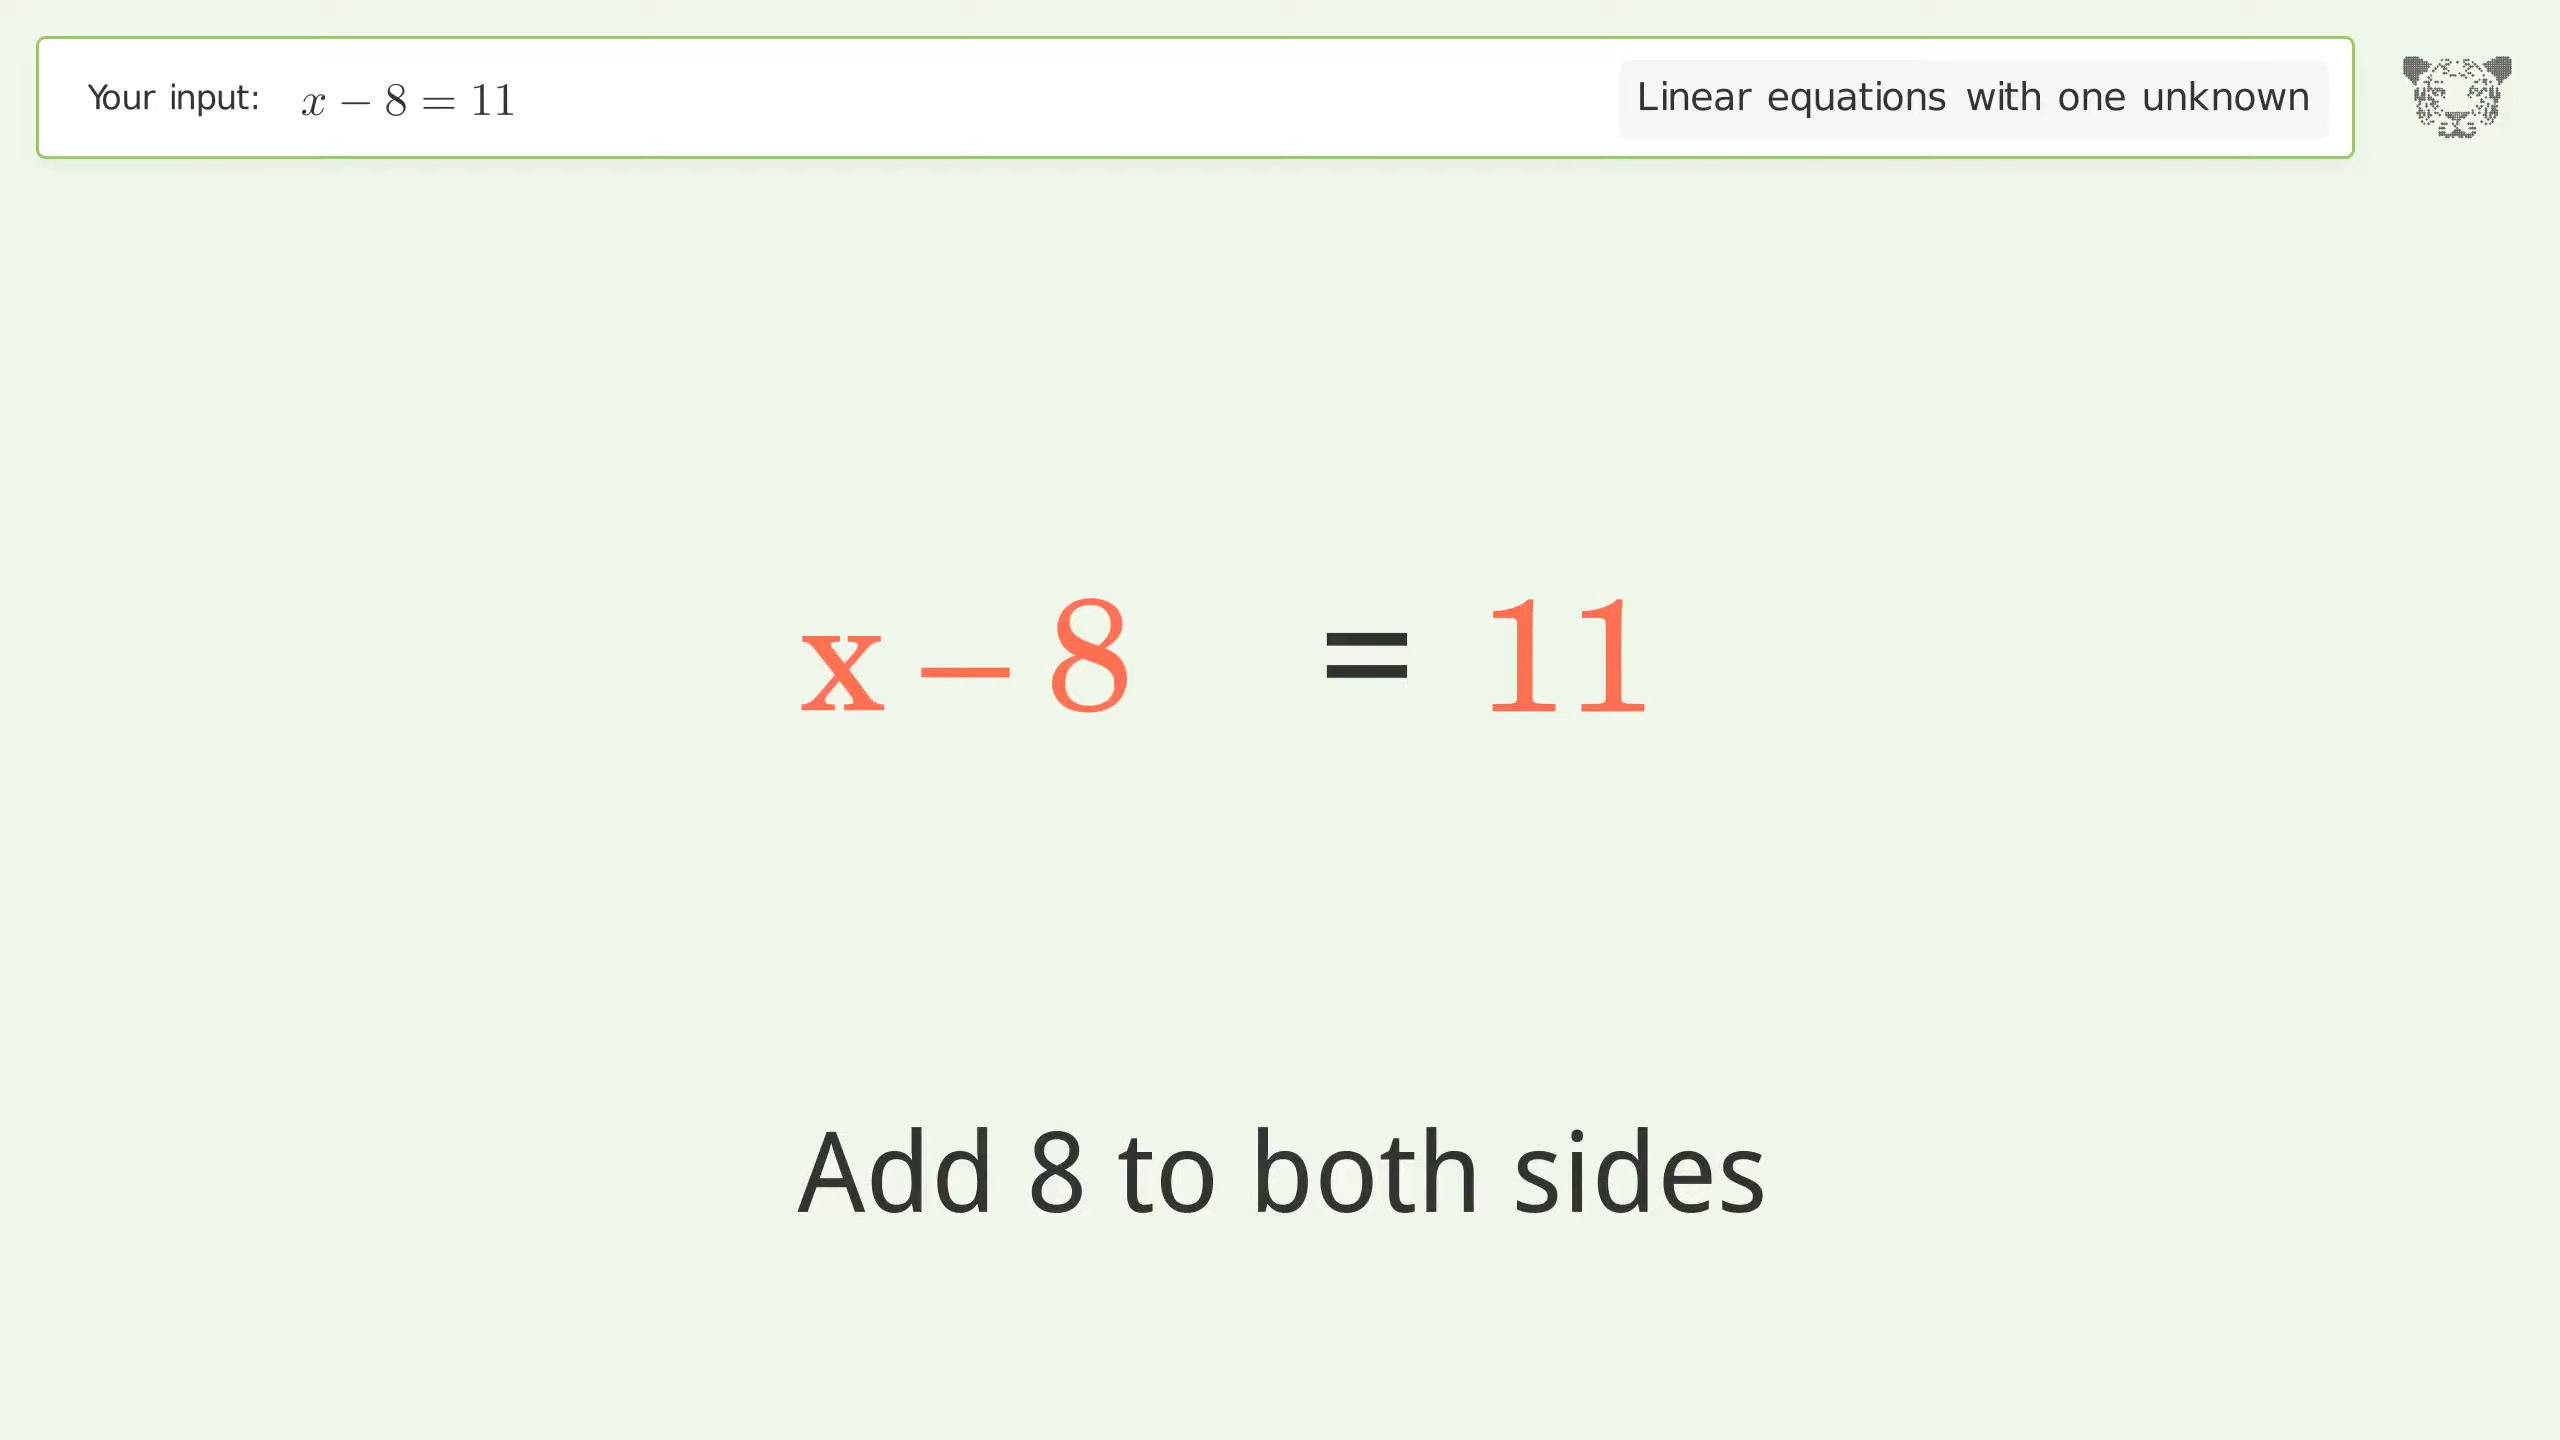 Your input: x − 8 = 11
Linear equations with one unknown
x − 8 = 11
Add 8 to both sides